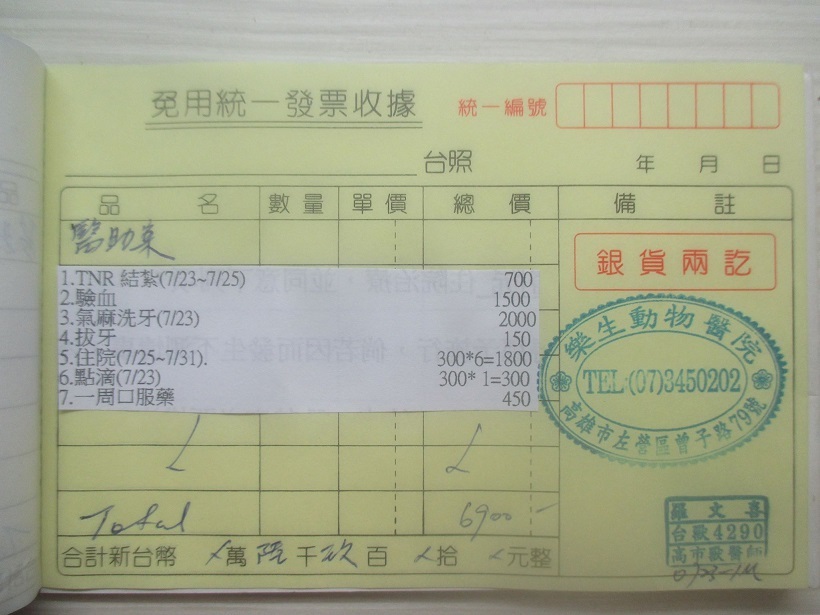 免用統一發票收據
統一編號
台照 年 月 日
品名 數量 單價 總價 備註
醫助東
銀貨兩訖
1.TNR 結紮(7/23~7/25) 700
2.驗血 1500
3.氣麻洗牙(7/23) 2000
4.拔牙 150
5.住院(7/25~7/31). 300*6=1800
6.點滴(7/23) 300* 1=300
7.一周口服藥 450
樂生動物醫院
TEL:(07)3450202
高雄市左營區曾子路79號
Total 6900-
羅文喜
台獸4290
高市獸醫師
合計新台幣 萬 陸 千 玖 百 拾 元整